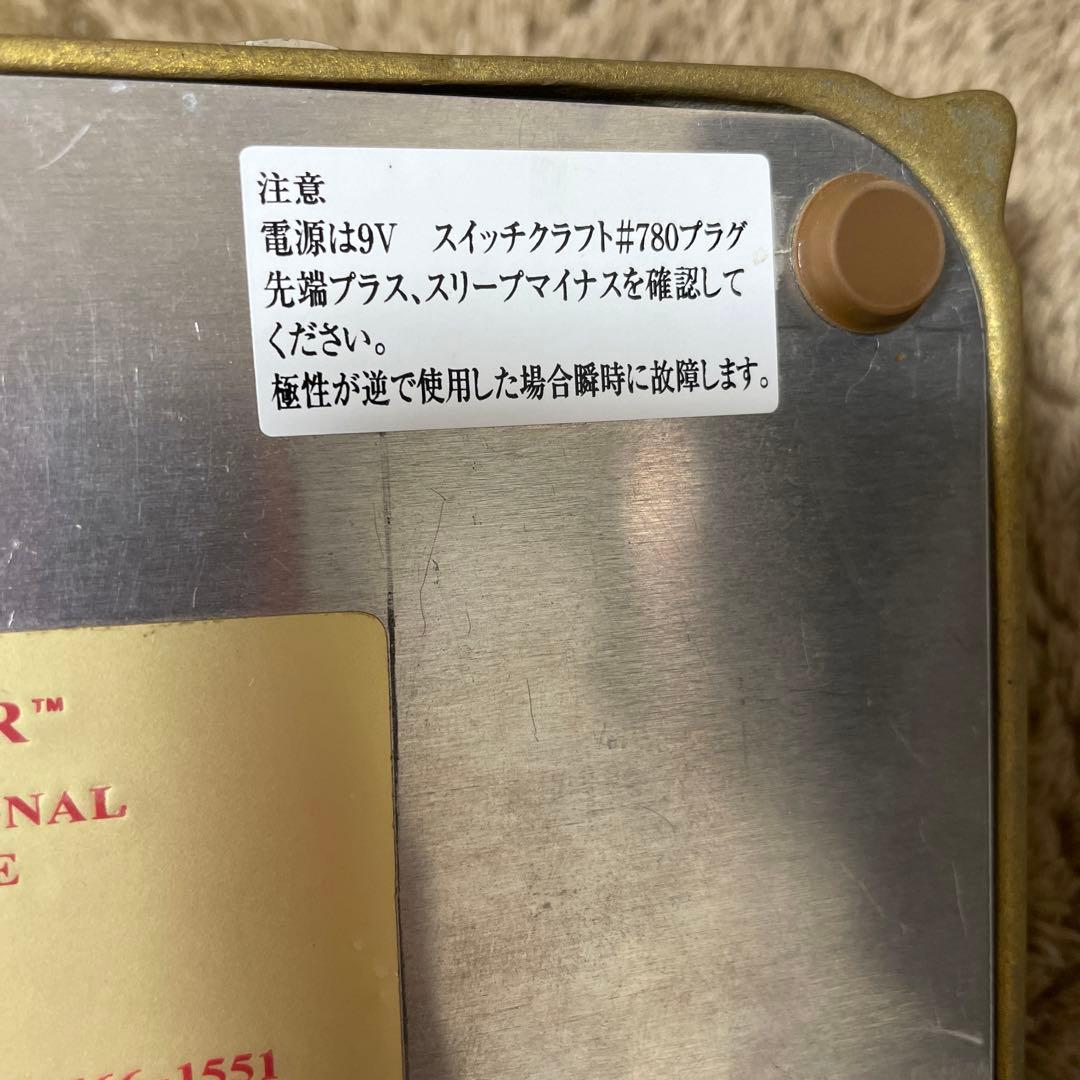 注意
電源は9V　スイッチクラフト#780プラグ
先端プラス、スリーブマイナスを確認して
ください。
極性が逆で使用した場合瞬時に故障します。
R™
NAL
E
1551